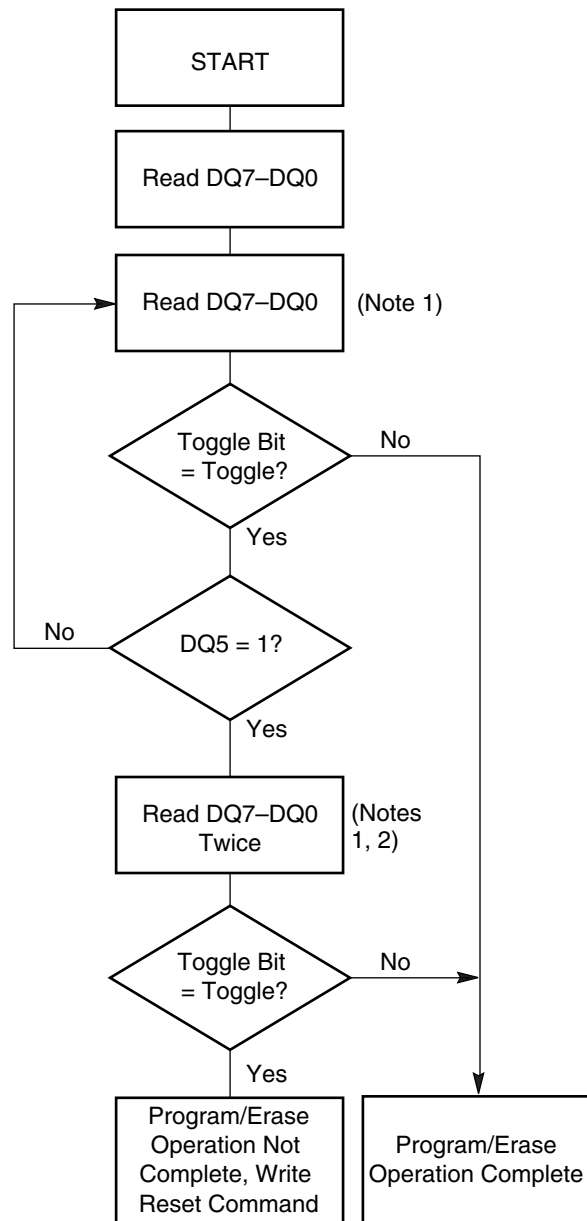 START
Read DQ7–DQ0
Read DQ7–DQ0
(Note 1)
Toggle Bit
= Toggle?
No
Yes
No
DQ5 = 1?
Yes
Read DQ7–DQ0
Twice
(Notes
1, 2)
Toggle Bit
= Toggle?
No
Yes
Program/Erase
Operation Not
Complete, Write
Reset Command
Program/Erase
Operation Complete